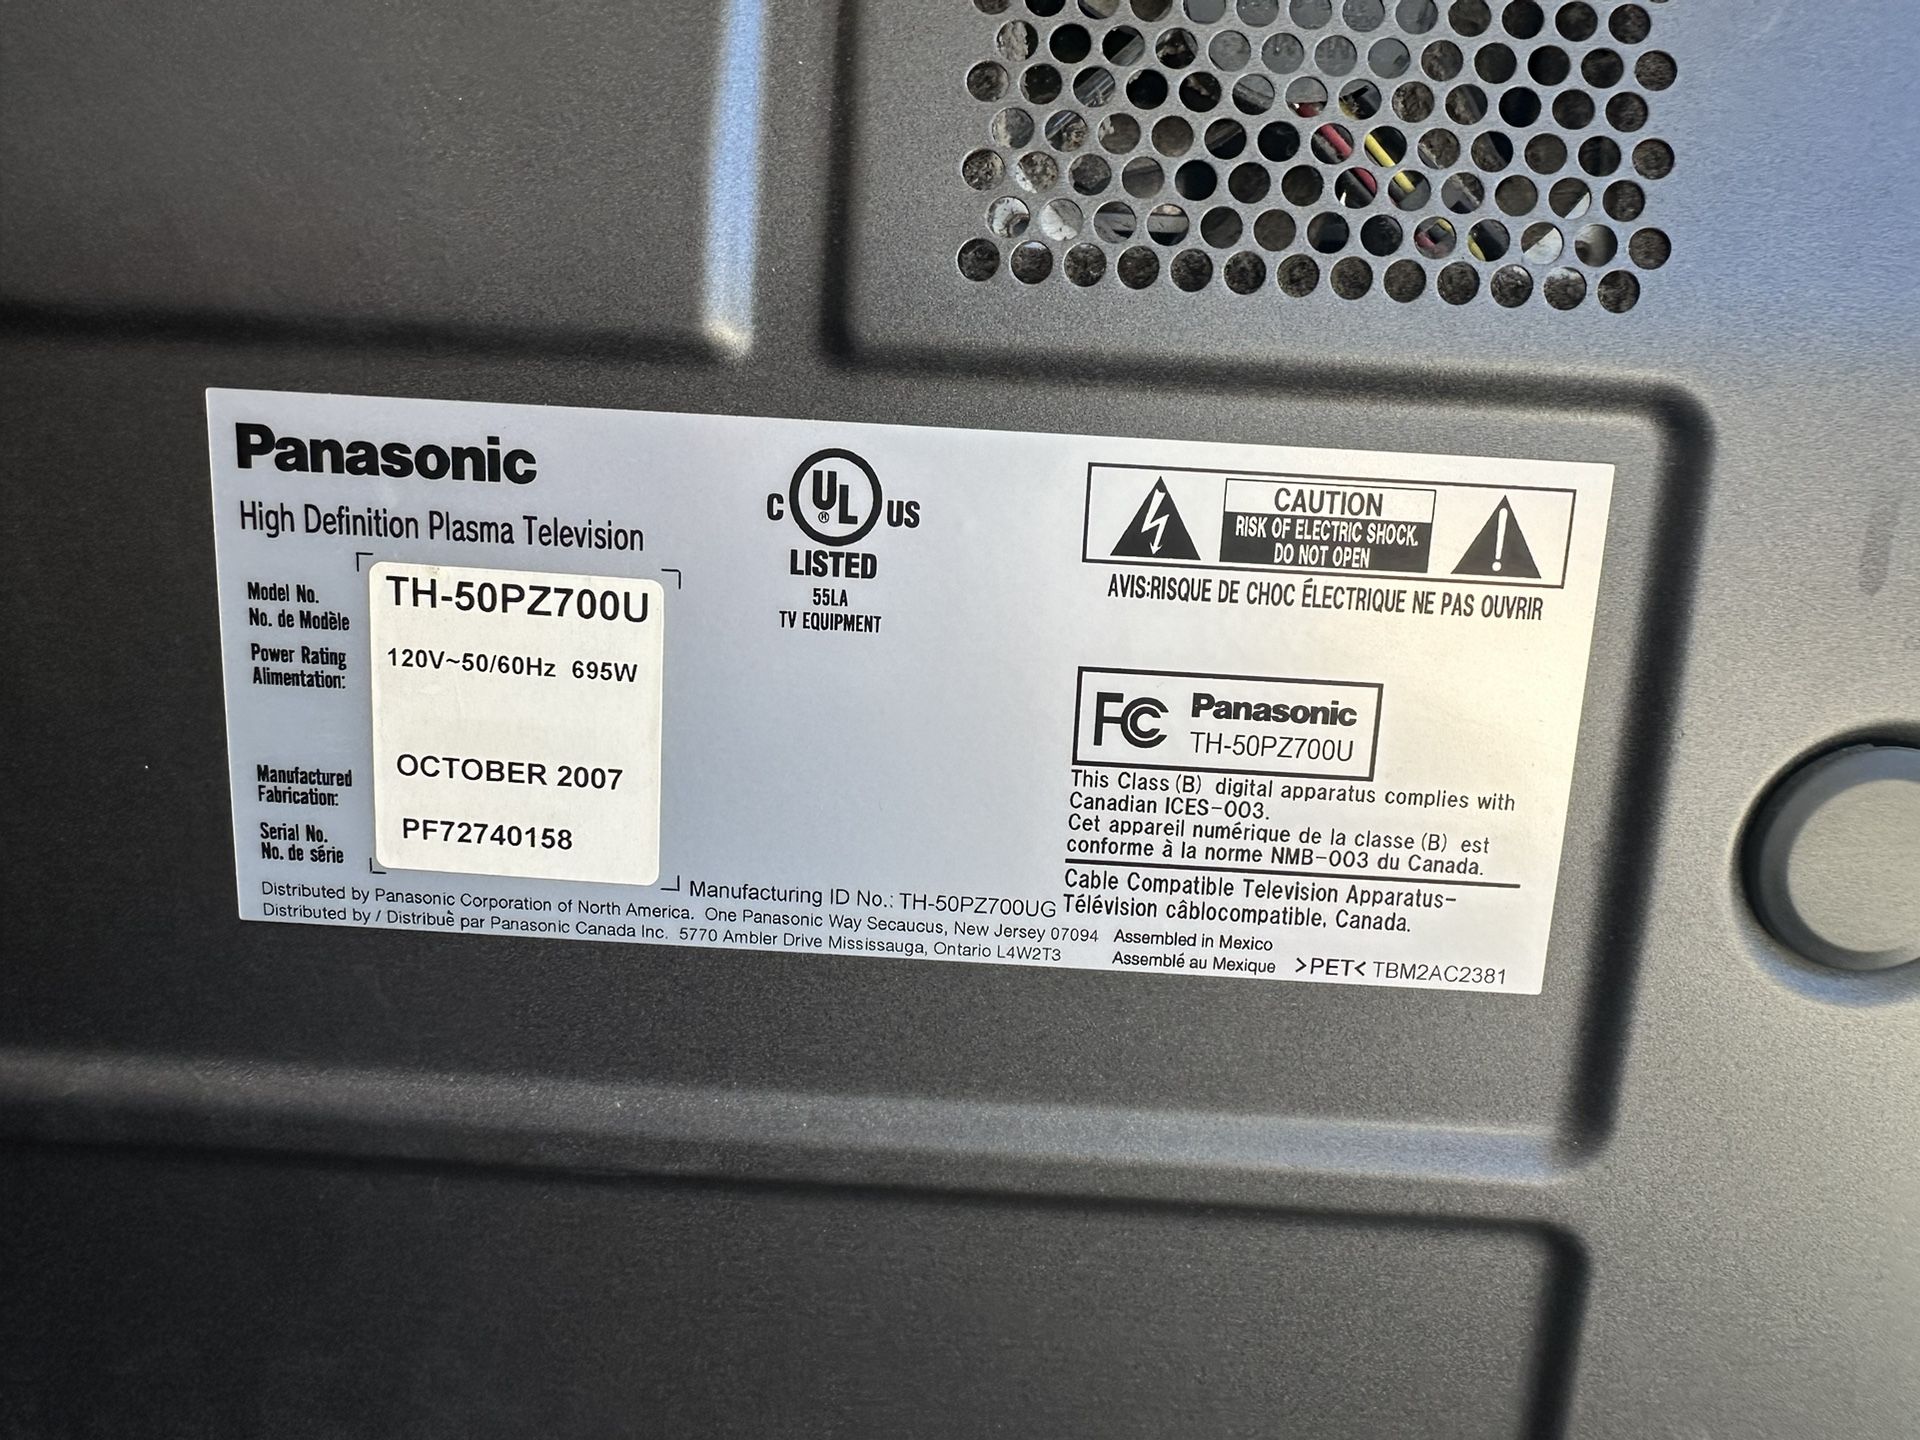 Panasonic
High Definition Plasma Television
Model No.
No. de Modèle
TH-50PZ700U
Power Rating
Alimentation:
120V~50/60Hz 695W
Manufactured
Fabrication:
OCTOBER 2007
Serial No.
No. de série
PF72740158
C UL ® US
LISTED
55LA
TV EQUIPMENT
CAUTION
RISK OF ELECTRIC SHOCK.
DO NOT OPEN
AVIS:RISQUE DE CHOC ÉLECTRIQUE NE PAS OUVRIR
FC Panasonic
TH-50PZ700U
This Class (B) digital apparatus complies with
Canadian ICES-003.
Cet appareil numérique de la classe (B) est
conforme à la norme NMB-003 du Canada.
Cable Compatible Television Apparatus-
Télévision câblocompatible, Canada.
Manufacturing ID No.: TH-50PZ700UG
Distributed by Panasonic Corporation of North America. One Panasonic Way Secaucus, New Jersey 07094
Distributed by / Distribuè par Panasonic Canada Inc. 5770 Ambler Drive Mississauga, Ontario L4W2T3
Assembled in Mexico
Assemblé au Mexique >PET< TBM2AC2381